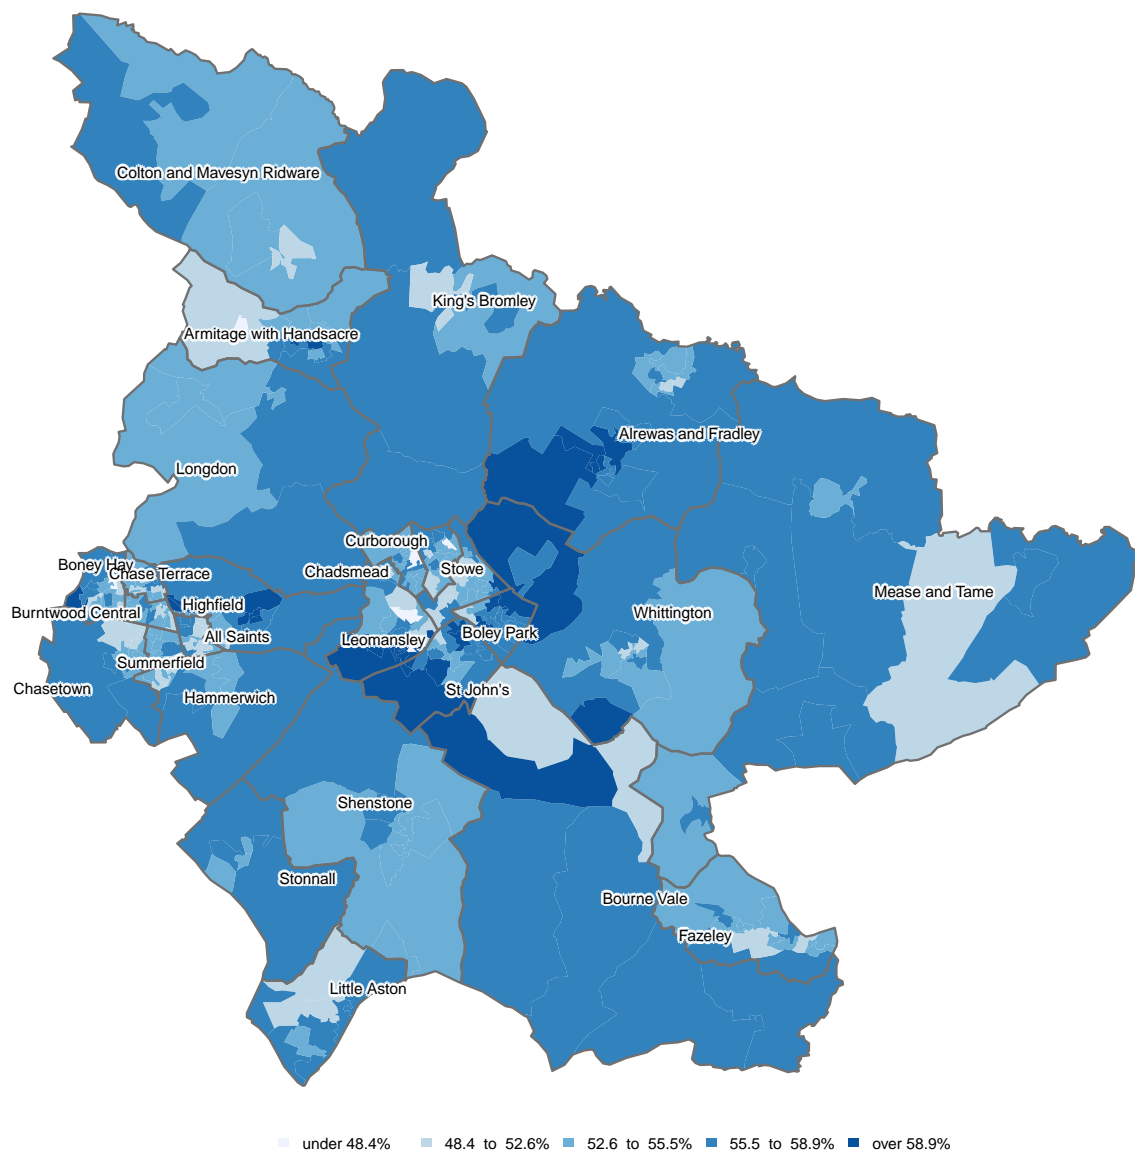 Colton and Mavesyn Ridware
King's Bromley
Armitage with Handsacre
Alrewas and Fradley
Longdon
Curborough
Boney Hay
Chase Terrace
Chadsmead
Stowe
Mease and Tame
Burntwood Central
Highfield
Whittington
All Saints
Leomansley
Boley Park
Summerfield
Chasetown
Hammerwich
St John's
Shenstone
Stonnall
Bourne Vale
Fazeley
Little Aston
under 48.4% 48.4 to 52.6% 52.6 to 55.5% 55.5 to 58.9% over 58.9%